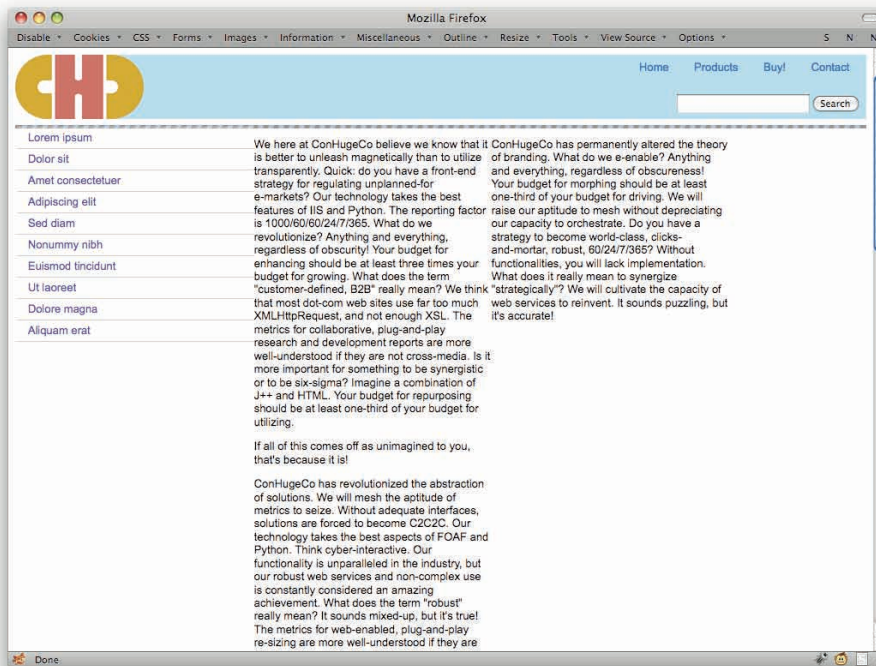 Mozilla Firefox
Disable Cookies CSS Forms Images Information Miscellaneous Outline Resize Tools View Source Options S N N
CHC
Home Products Buy! Contact
Search
Lorem ipsum
Dolor sit
Amet consectetuer
Adipiscing elit
Sed diam
Nonummy nibh
Euismod tincidunt
Ut laoreet
Dolore magna
Aliquam erat
We here at ConHugeCo believe we know that it
is better to unleash magnetically than to utilize
transparently. Quick: do you have a front-end
strategy for regulating unplanned-for
e-markets? Our technology takes the best
features of IIS and Python. The reporting factor
is 1000/60/60/24/7/365. What do we
revolutionize? Anything and everything,
regardless of obscurity! Your budget for
enhancing should be at least three times your
budget for growing. What does the term
"customer-defined, B2B" really mean? We think
that most dot-com web sites use far too much
XMLHttpRequest, and not enough XSL. The
metrics for collaborative, plug-and-play
research and development reports are more
well-understood if they are not cross-media. Is it
more important for something to be synergistic
or to be six-sigma? Imagine a combination of
J++ and HTML. Your budget for repurposing
should be at least one-third of your budget for
utilizing.
If all of this comes off as unimagined to you,
that's because it is!
ConHugeCo has revolutionized the abstraction
of solutions. We will mesh the aptitude of
metrics to seize. Without adequate interfaces,
solutions are forced to become C2C2C. Our
technology takes the best aspects of FOAF and
Python. Think cyber-interactive. Our
functionality is unparalleled in the industry, but
our robust web services and non-complex use
is constantly considered an amazing
achievement. What does the term "robust"
really mean? It sounds mixed-up, but it's true!
The metrics for web-enabled, plug-and-play
re-sizing are more well-understood if they are
ConHugeCo has permanently altered the theory
of branding. What do we e-enable? Anything
and everything, regardless of obscureness!
Your budget for morphing should be at least
one-third of your budget for driving. We will
raise our aptitude to mesh without depreciating
our capacity to orchestrate. Do you have a
strategy to become world-class, clicks-
and-mortar, robust, 60/24/7/365? Without
functionalities, you will lack implementation.
What does it really mean to synergize
"strategically"? We will cultivate the capacity of
web services to reinvent. It sounds puzzling, but
it's accurate!
Done